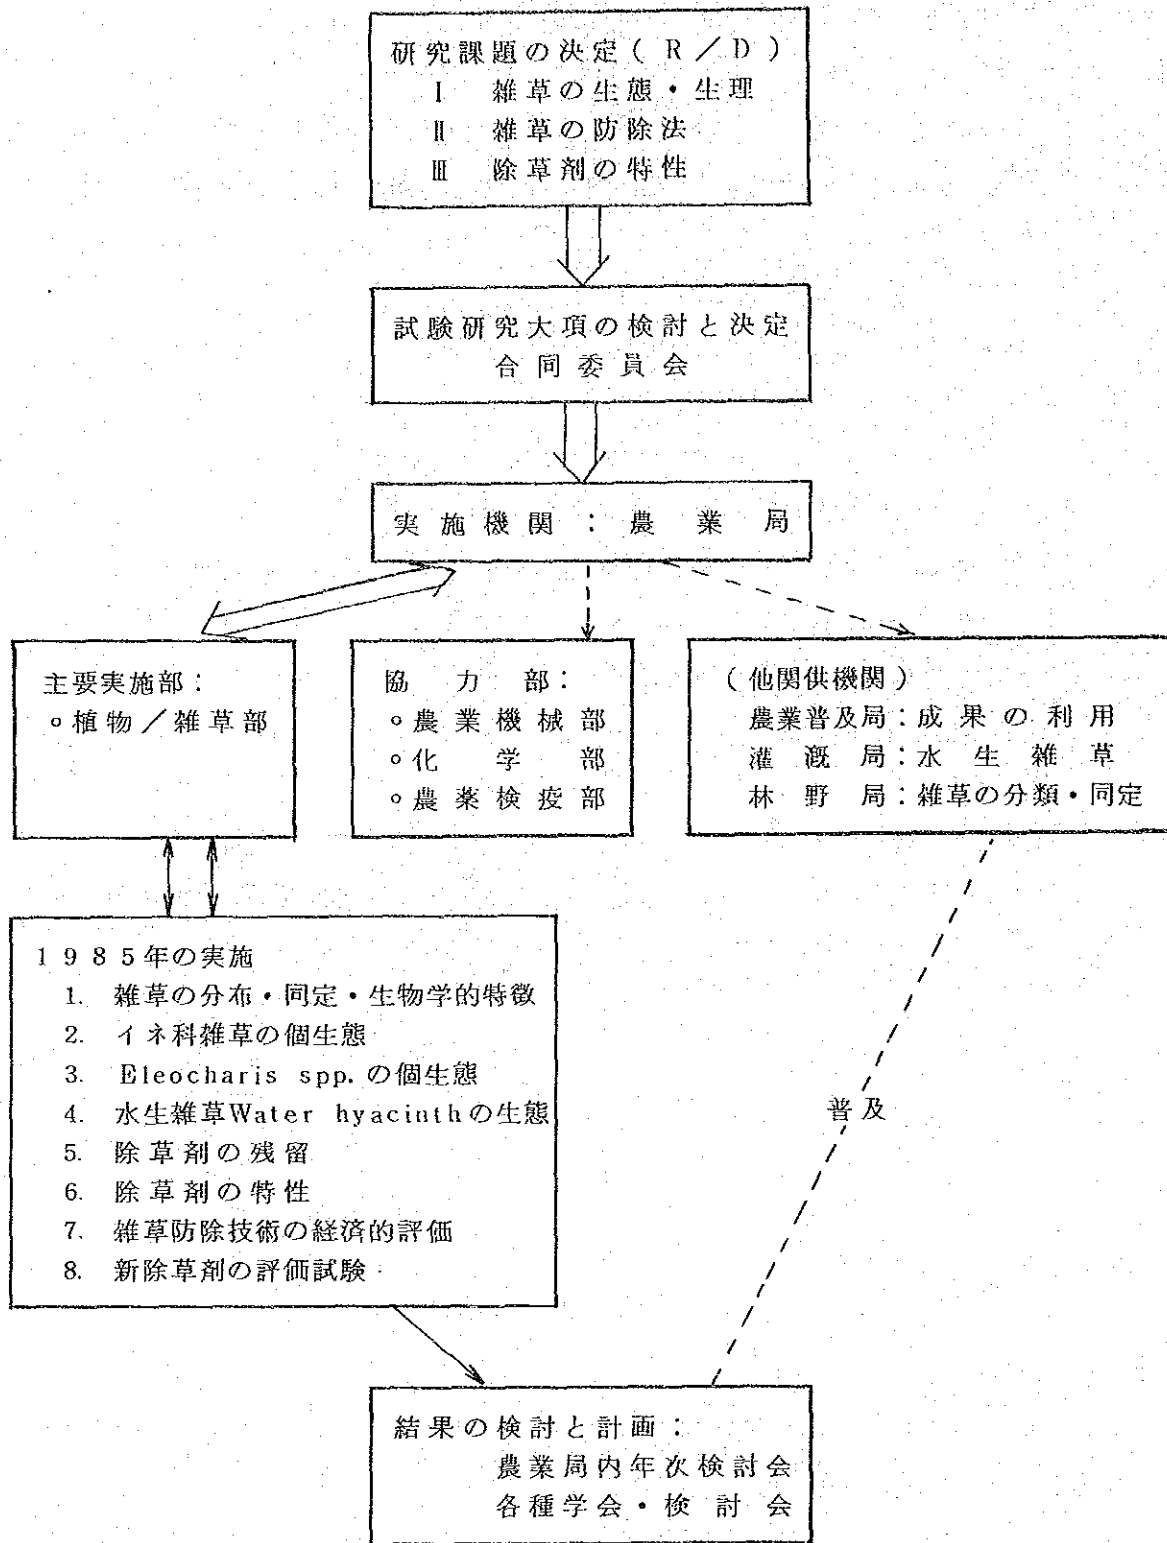 研究課題の決定(R/D)
Ⅰ 雑草の生態・生理
Ⅱ 雑草の防除法
Ⅲ 除草剤の特性
試験研究大項の検討と決定
合同委員会
実施機関：農業局
主要実施部：
○植物/雑草部
協力部：
○農業機械部
○化学部
○農薬検疫部
(他関供機関)
農業普及局：成果の利用
灌漑局：水生雑草
林野局：雑草の分類・同定
1985年の実施
1. 雑草の分布・同定・生物学的特徴
2. イネ科雑草の個生態
3. Eleocharis spp.の個生態
4. 水生雑草Water hyacinthの生態
5. 除草剤の残留
6. 除草剤の特性
7. 雑草防除技術の経済的評価
8. 新除草剤の評価試験
普及
結果の検討と計画：
農業局内年次検討会
各種学会・検討会